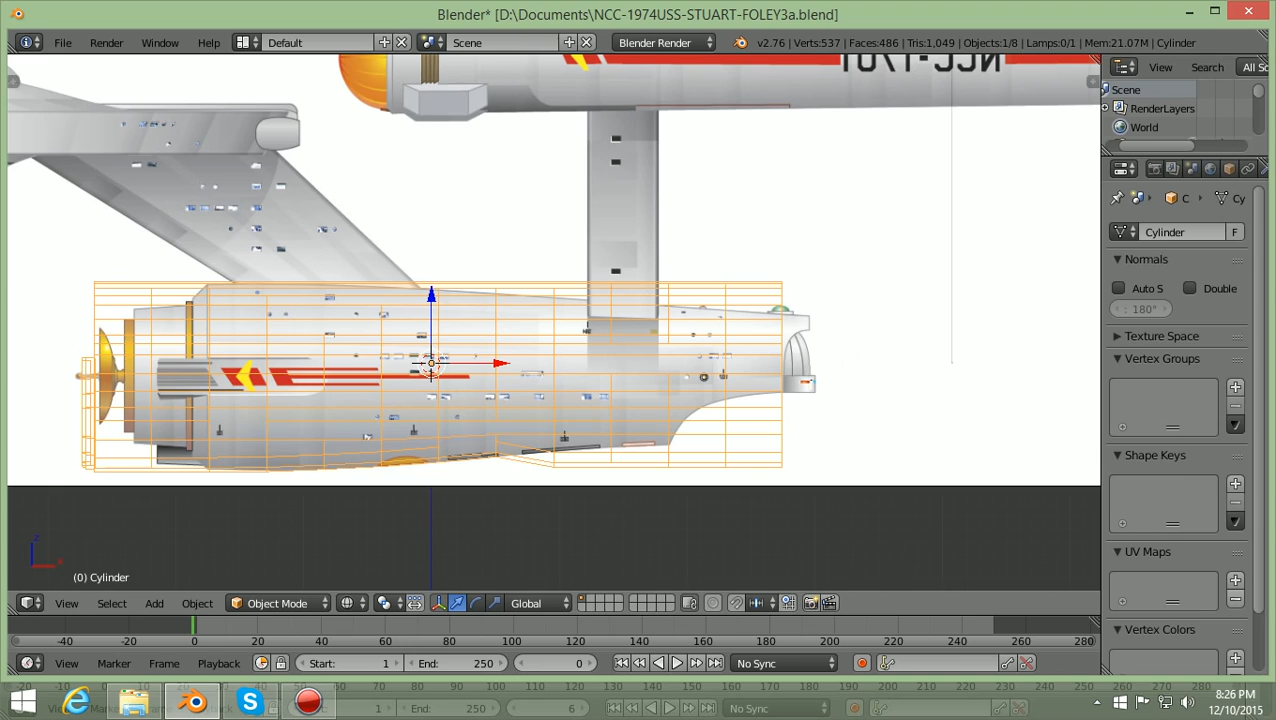 Blender* [D:\Documents\NCC-1974USS-STUART-FOLEY3a.blend]
File Render Window Help Default Scene Blender Render v2.76 | Verts:537 | Faces:486 | Tris:1,049 | Objects:1/8 | Lamps:0/1 | Mem:21.07M | Cylinder
View Search All Sc
Scene
RenderLayers
World
C Cy
Cylinder F
Normals
Auto S Double
: 180°
Texture Space
Vertex Groups
Shape Keys
UV Maps
Vertex Colors
(0) Cylinder
View Select Add Object Object Mode Global
-40 -20 0 20 40 60 80 100 120 140 160 180 200 220 240 260 280
View Marker Frame Playback Start: 1 End: 250 0 No Sync
8:26 PM
12/10/2015